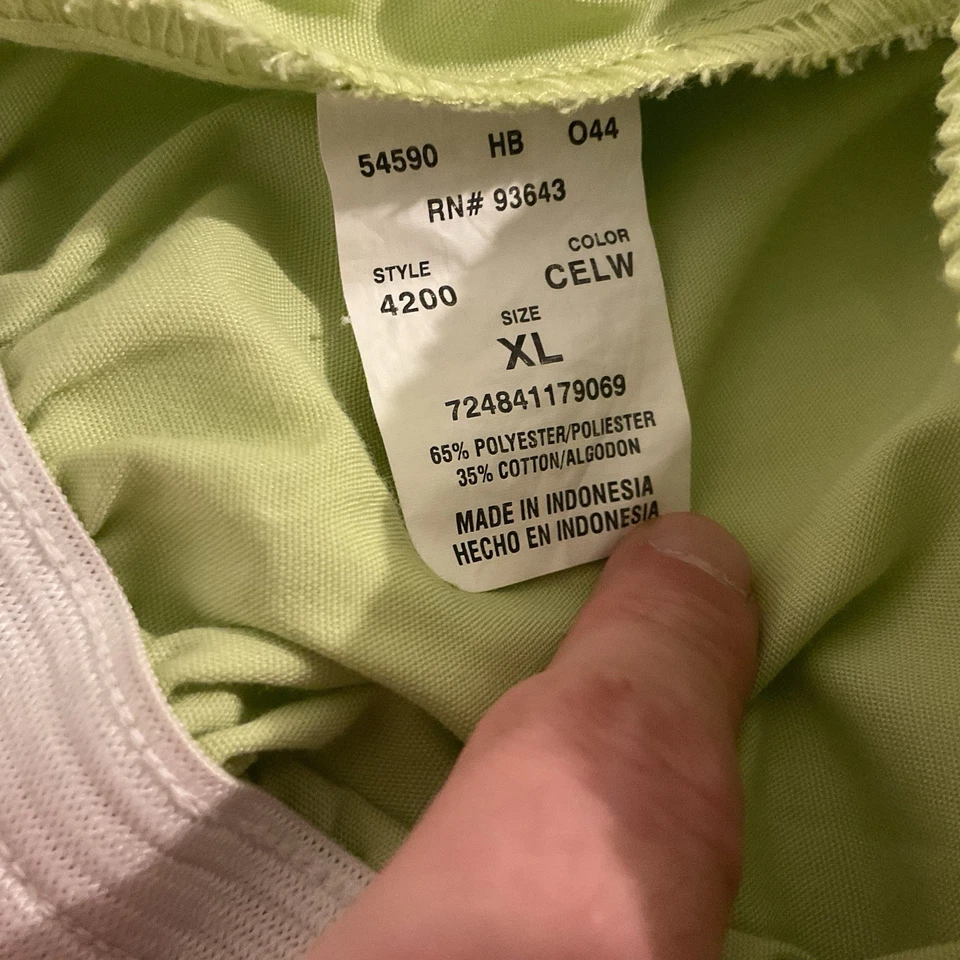 54590 HB O44
RN# 93643
STYLE COLOR
4200 CELW
SIZE
XL
724841179069
65% POLYESTER/POLIESTER
35% COTTON/ALGODON
MADE IN INDONESIA
HECHO EN INDONESIA